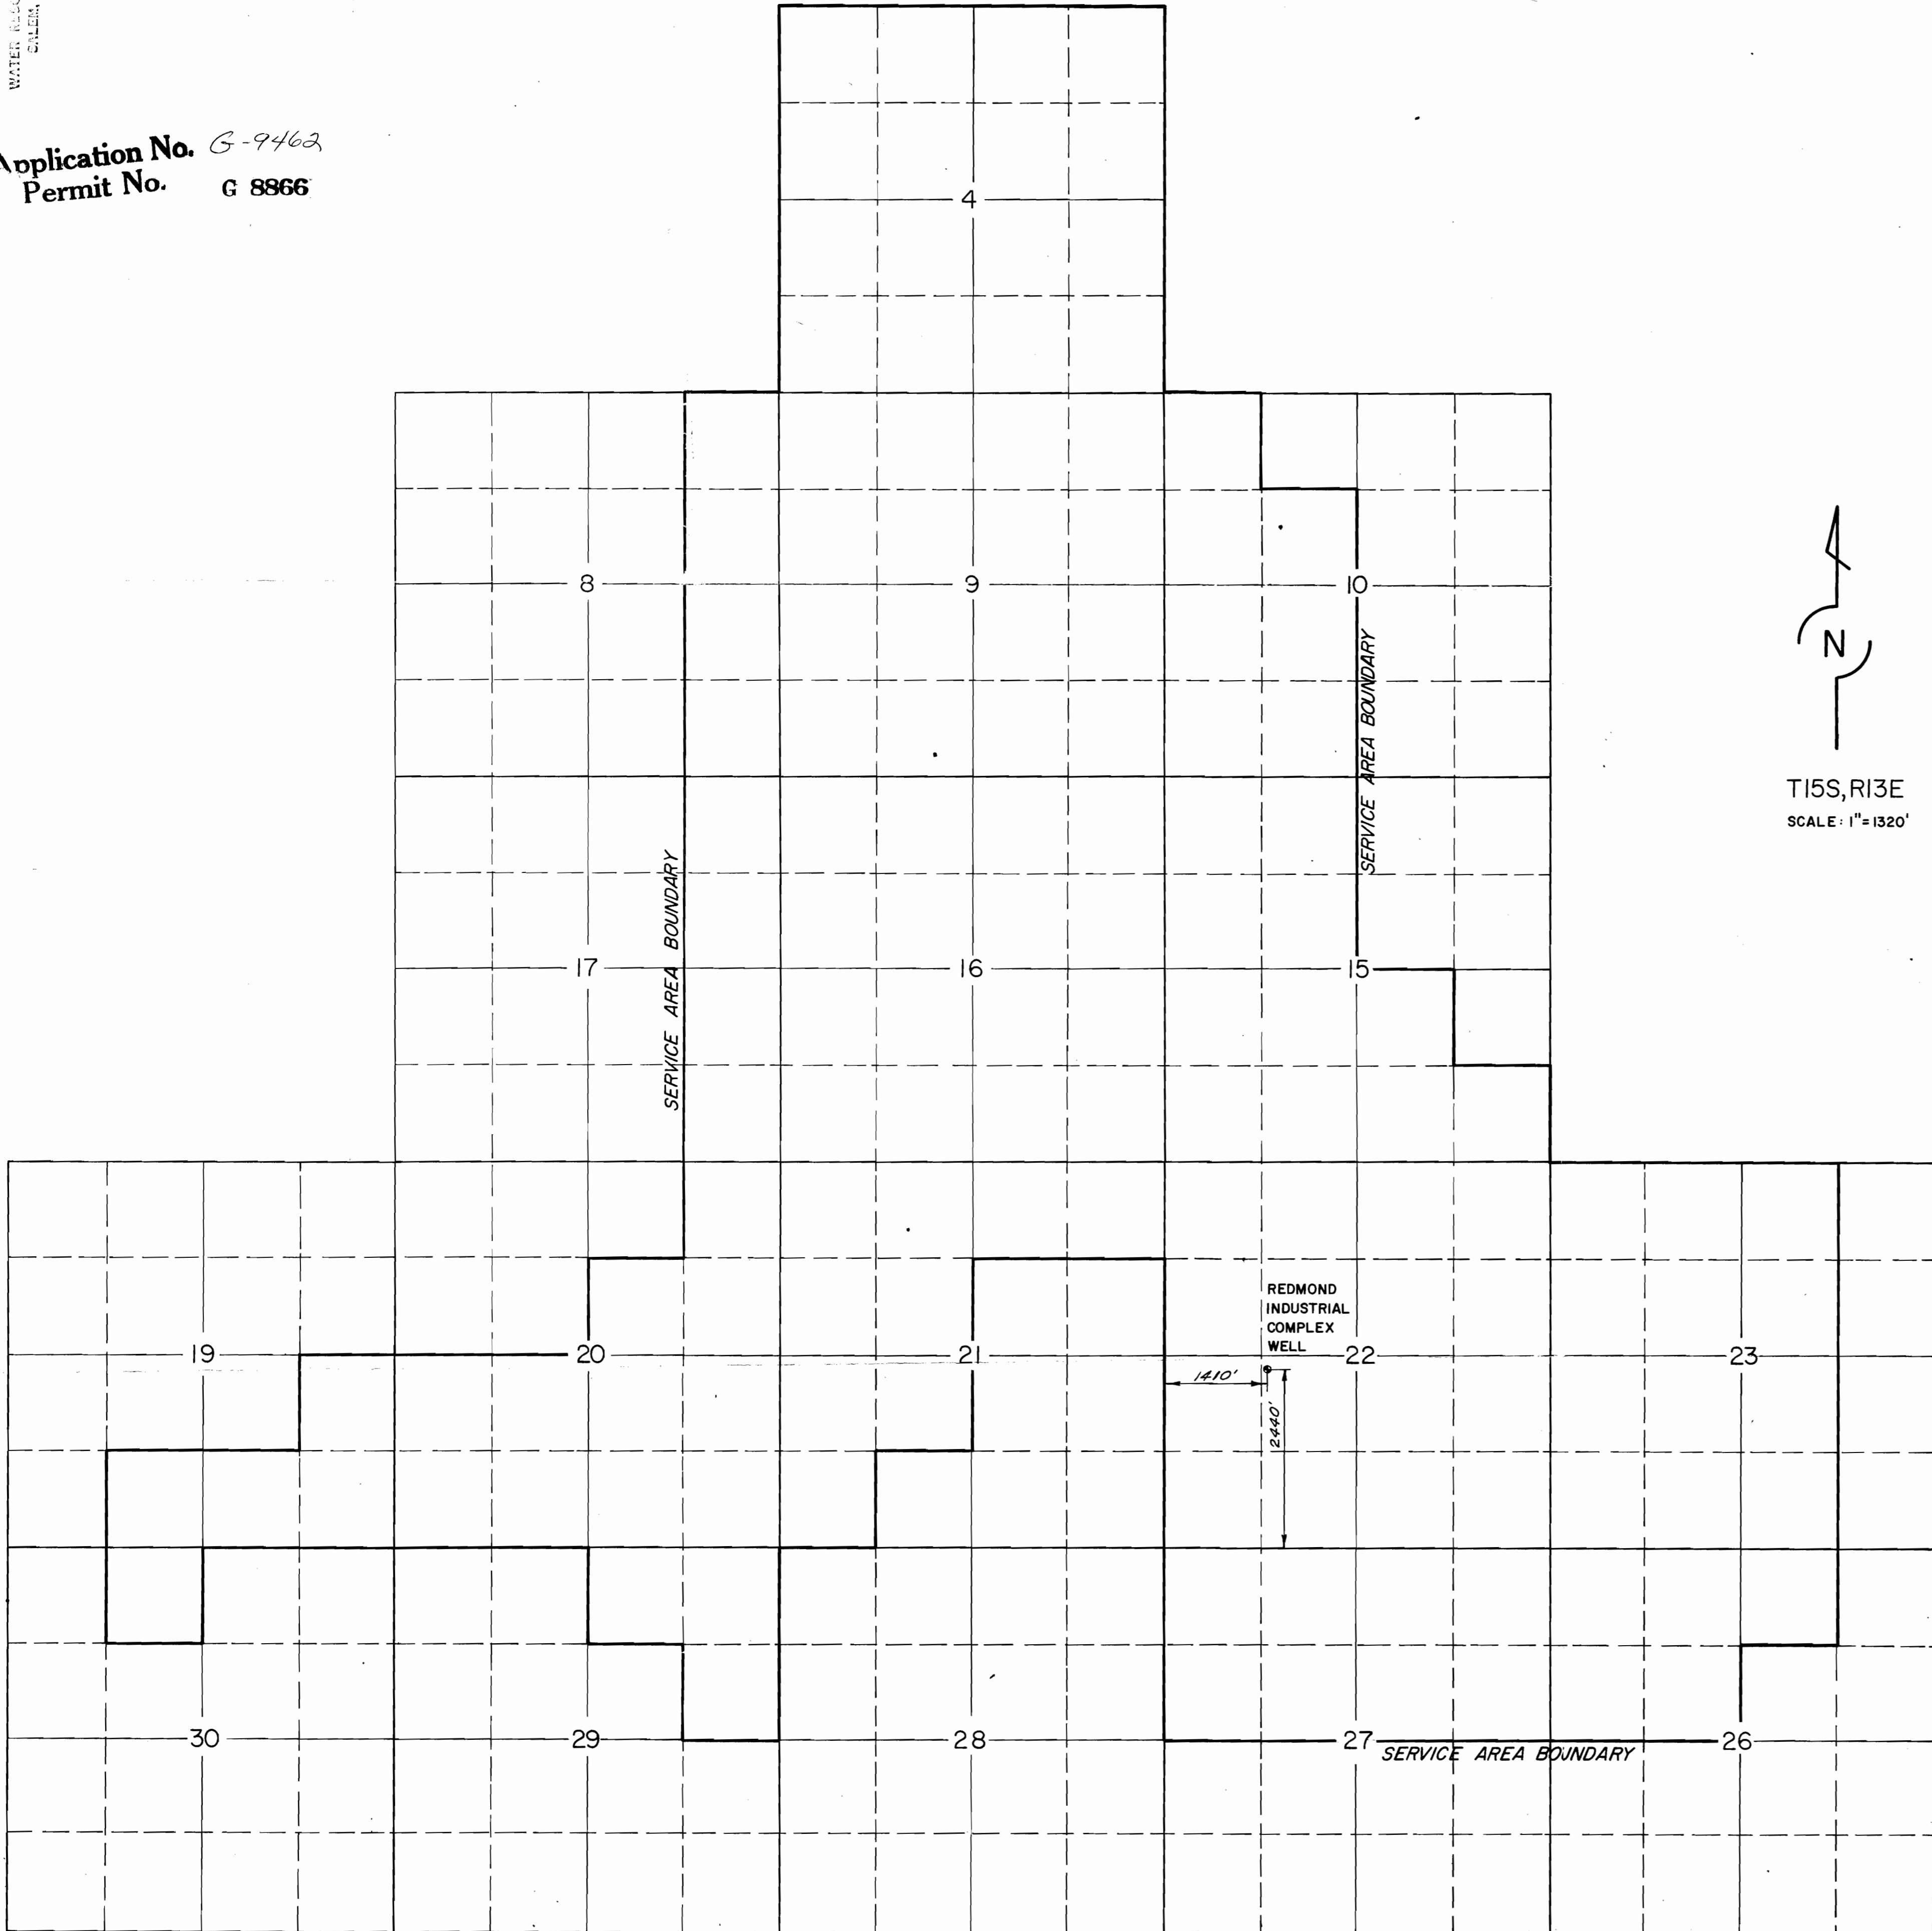 Application No. G-9462
Permit No. G 8866
4
8
9
10
N
T15S, R13E
SCALE: 1"=1320'
SERVICE AREA BOUNDARY
SERVICE AREA BOUNDARY
17
16
15
REDMOND
INDUSTRIAL
COMPLEX
WELL
19
20
21
22
23
1410'
2440'
30
29
28
27
26
SERVICE AREA BOUNDARY